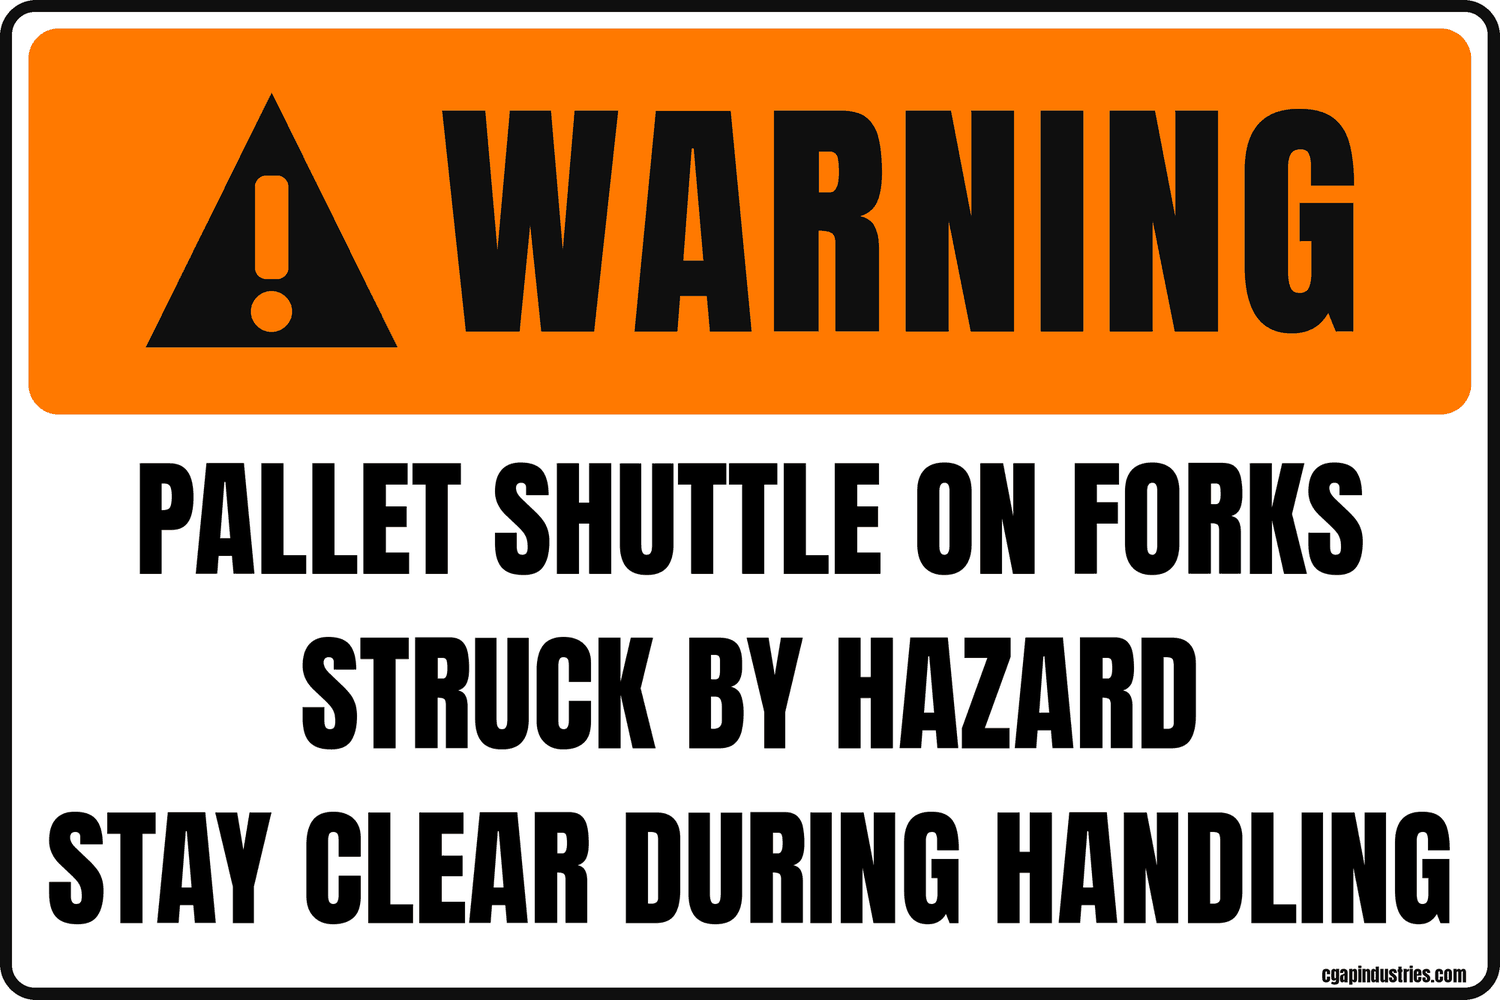 WARNING
PALLET SHUTTLE ON FORKS
STRUCK BY HAZARD
STAY CLEAR DURING HANDLING
cgapindustries.com